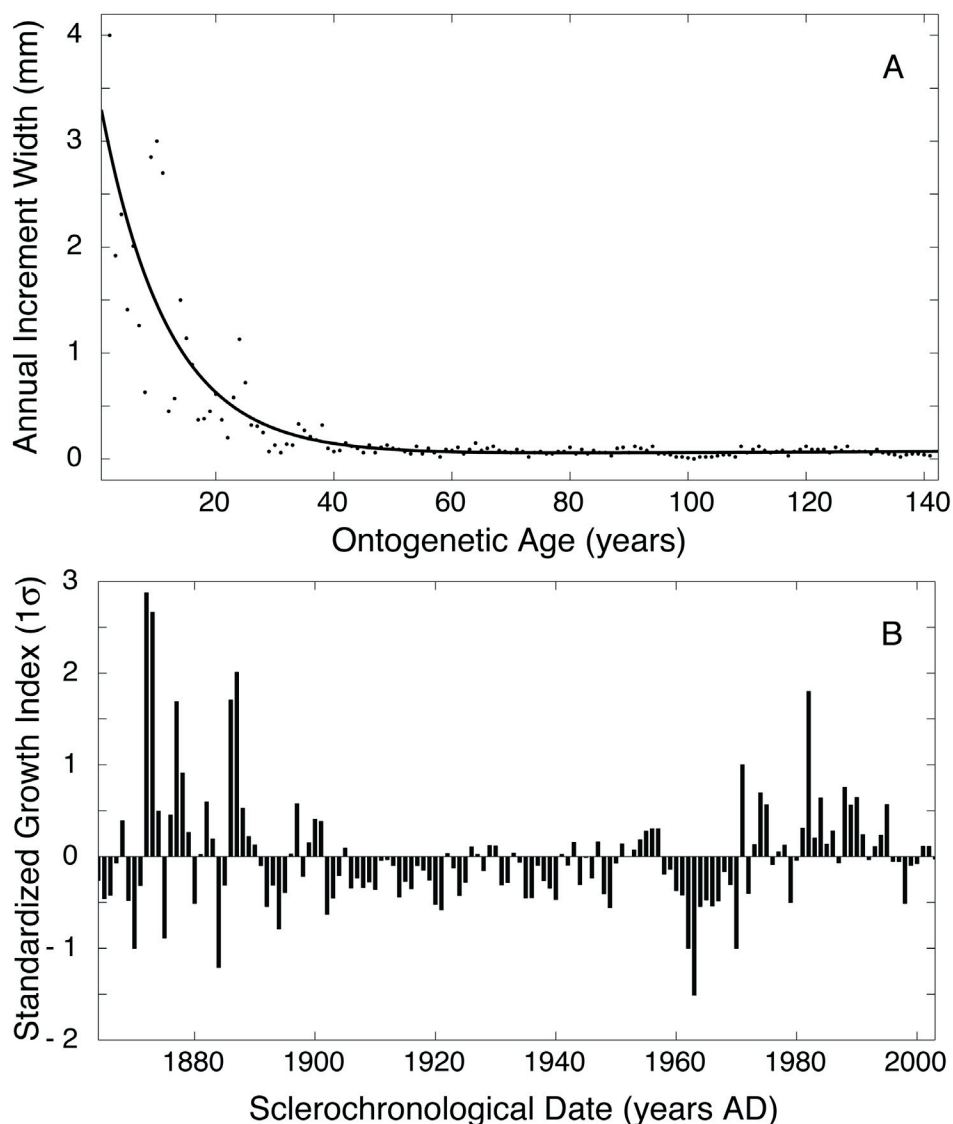 A
Annual Increment Width (mm)
4
3
2
1
0
20 40 60 80 100 120 140
Ontogenetic Age (years)
B
Standardized Growth Index (1σ)
3
2
1
0
- 1
- 2
1880 1900 1920 1940 1960 1980 2000
Sclerochronological Date (years AD)